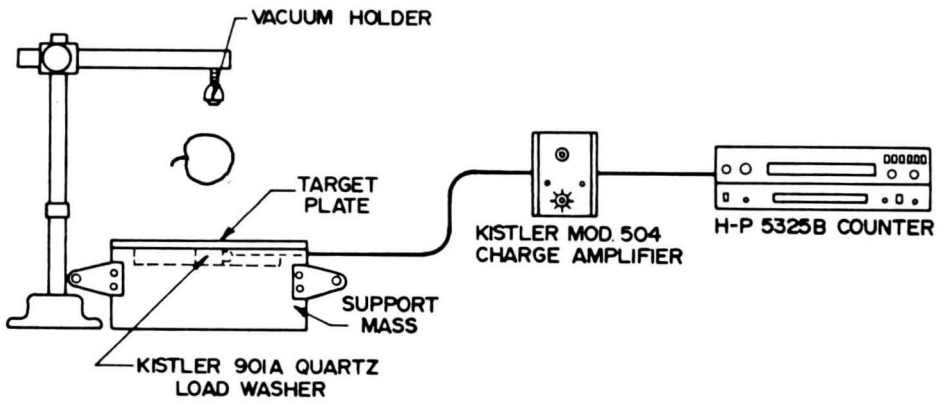 VACUUM HOLDER
TARGET
PLATE
KISTLER MOD. 504
CHARGE AMPLIFIER
H-P 5325B COUNTER
SUPPORT
MASS
KISTLER 901A QUARTZ
LOAD WASHER